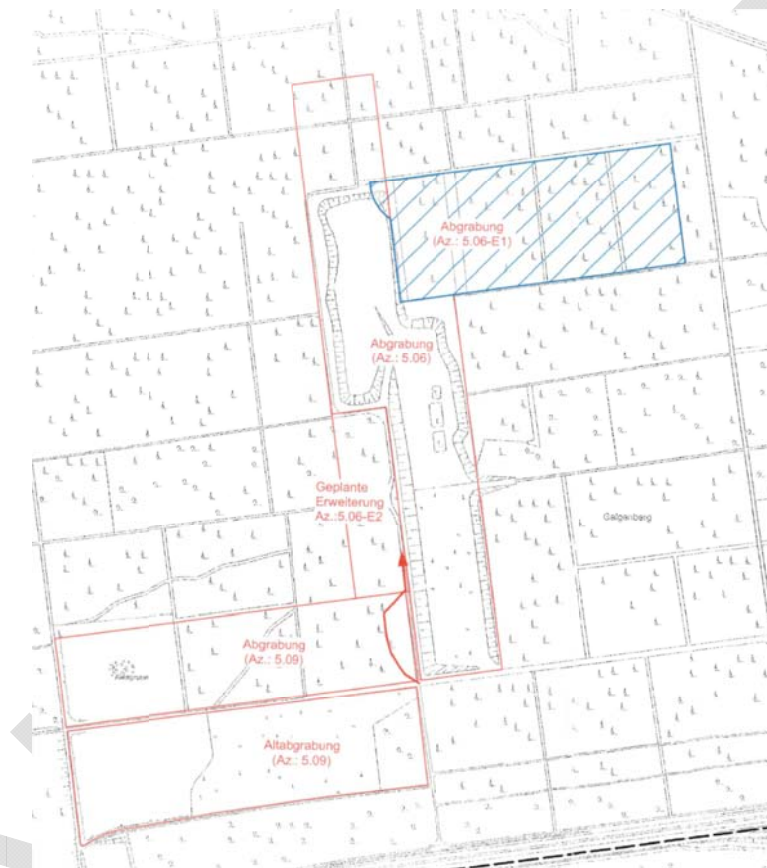 Abgrabung
(Az.: 5.06-E1)
Abgrabung
(Az.: 5.06)
Geplante
Erweiterung
Az.:5.06-E2
Galgenberg
Abgrabung
(Az.: 5.09)
Altabgrabung
(Az.: 5.09)